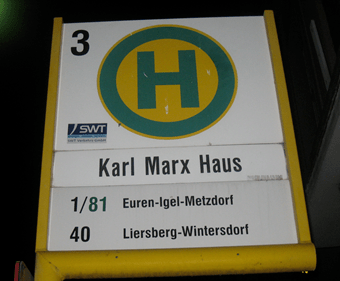 3
H
SWT
Karl Marx Haus
1/81 Euren-Igel-Metzdorf
40 Liersberg-Wintersdorf